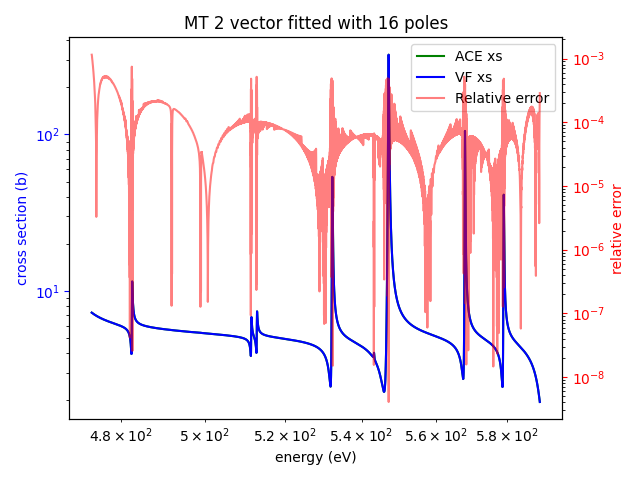 MT 2 vector fitted with 16 poles
ACE xs
VF xs
Relative error
cross section (b)
10²
10¹
10⁻³
10⁻⁴
10⁻⁵
10⁻⁶
10⁻⁷
10⁻⁸
relative error
4.8 × 10² 5 × 10² 5.2 × 10² 5.4 × 10² 5.6 × 10² 5.8 × 10²
energy (eV)